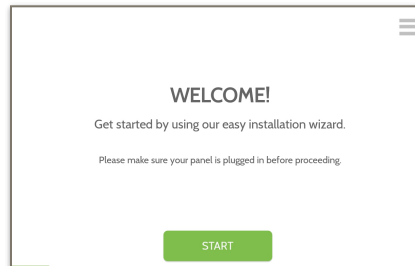 WELCOME!
Get started by using our easy installation wizard.
Please make sure your panel is plugged in before proceeding.
START